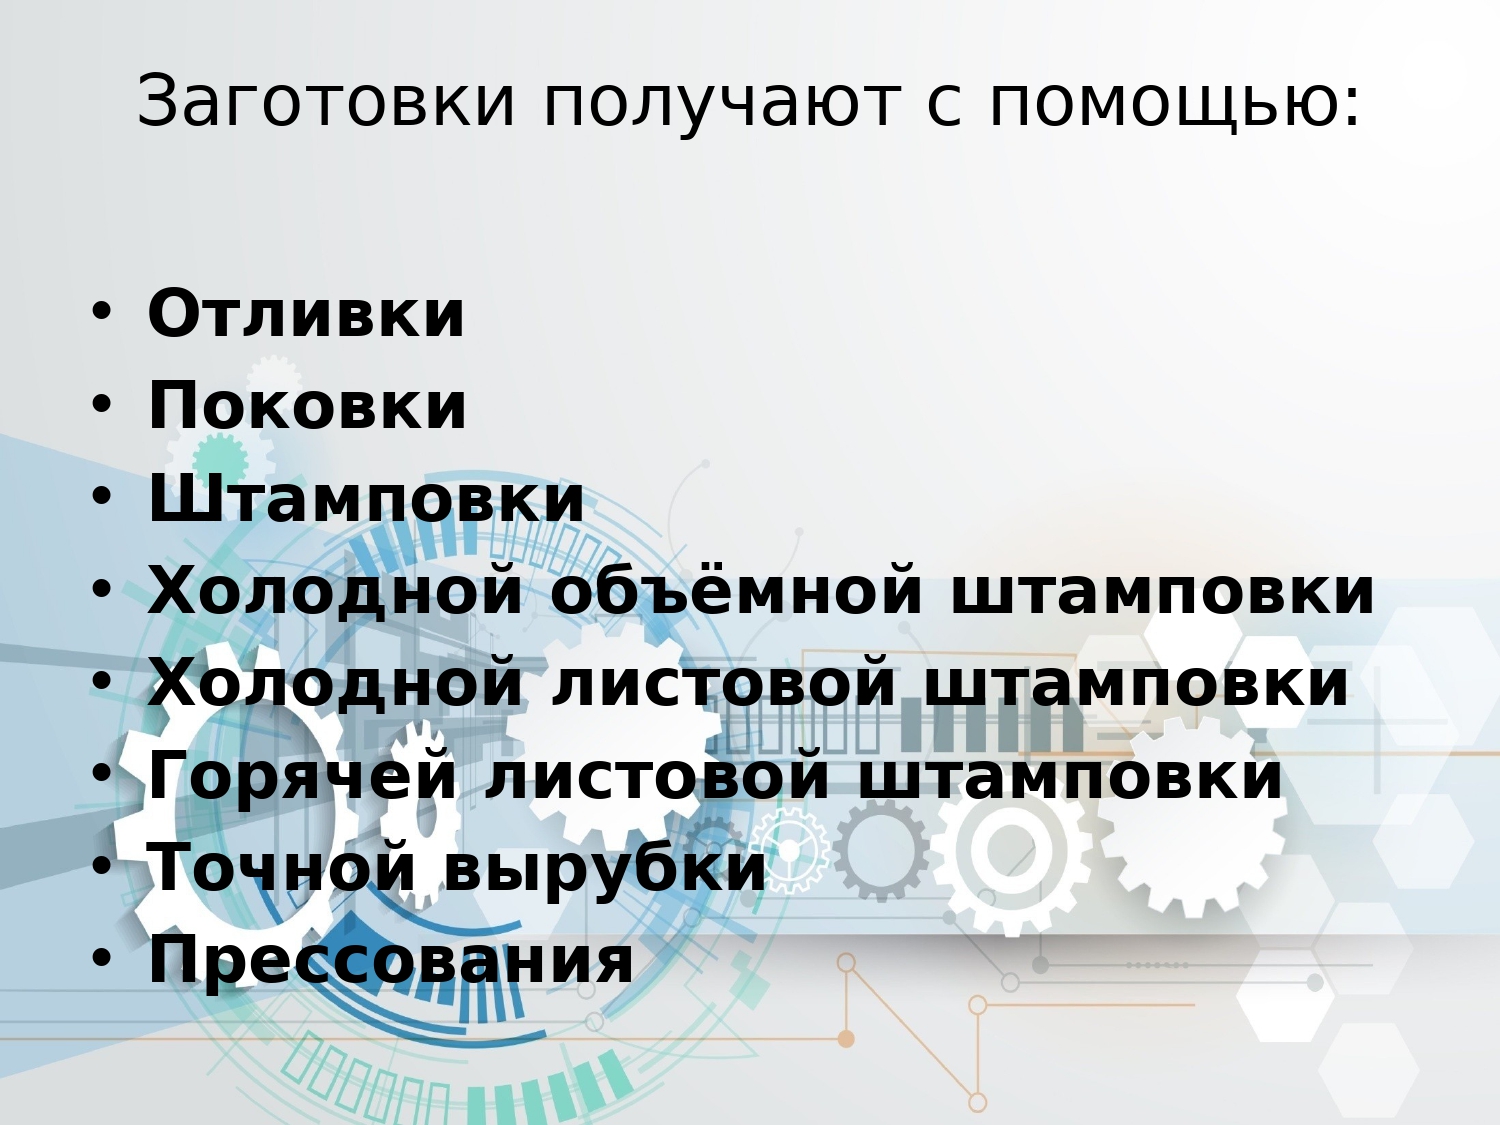 Заготовки получают с помощью:
• Отливки
• Поковки
• Штамповки
• Холодной объёмной штамповки
• Холодной листовой штамповки
• Горячей листовой штамповки
• Точной вырубки
• Прессования